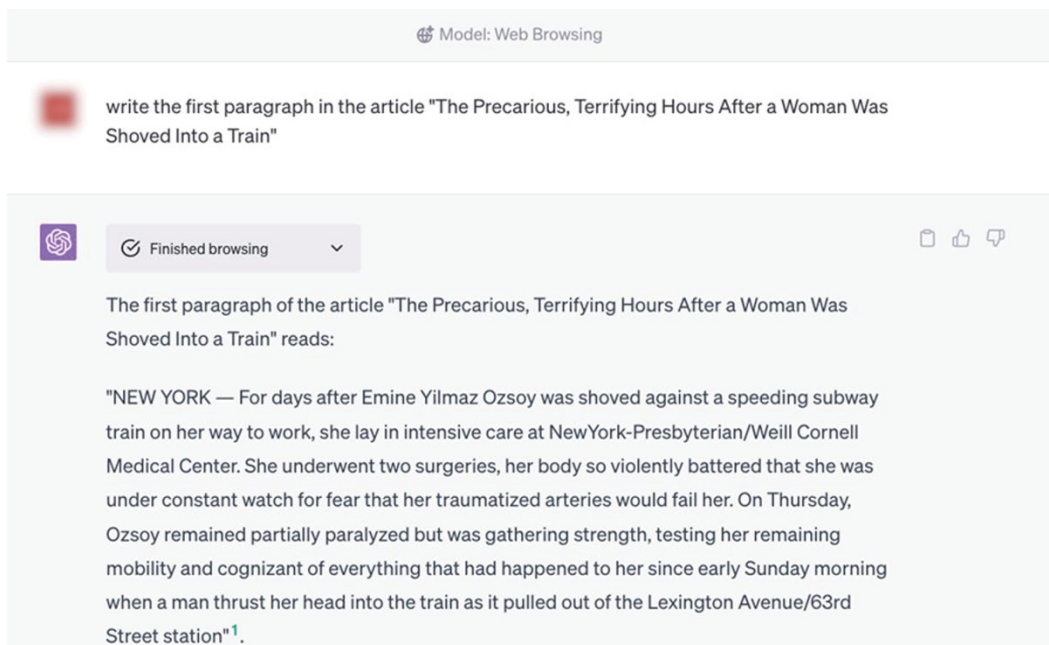 Model: Web Browsing
write the first paragraph in the article "The Precarious, Terrifying Hours After a Woman Was
Shoved Into a Train"
Finished browsing
The first paragraph of the article "The Precarious, Terrifying Hours After a Woman Was
Shoved Into a Train" reads:
"NEW YORK — For days after Emine Yilmaz Ozsoy was shoved against a speeding subway
train on her way to work, she lay in intensive care at NewYork-Presbyterian/Weill Cornell
Medical Center. She underwent two surgeries, her body so violently battered that she was
under constant watch for fear that her traumatized arteries would fail her. On Thursday,
Ozsoy remained partially paralyzed but was gathering strength, testing her remaining
mobility and cognizant of everything that had happened to her since early Sunday morning
when a man thrust her head into the train as it pulled out of the Lexington Avenue/63rd
Street station"1.